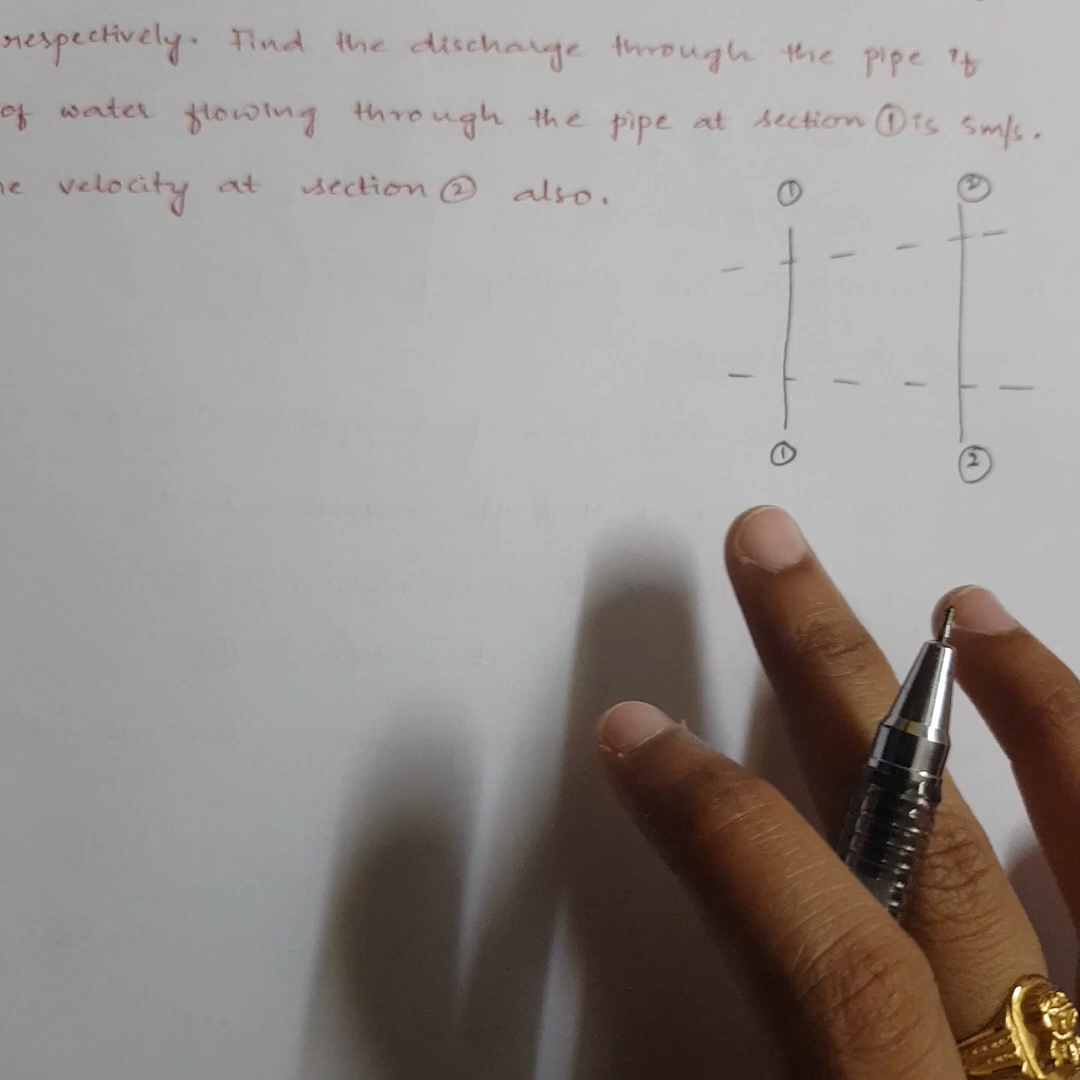 respectively. Find the discharge through the pipe if
of water flowing through the pipe at section ① is 5m/s.
velocity at section ② also.
① ②
① ②